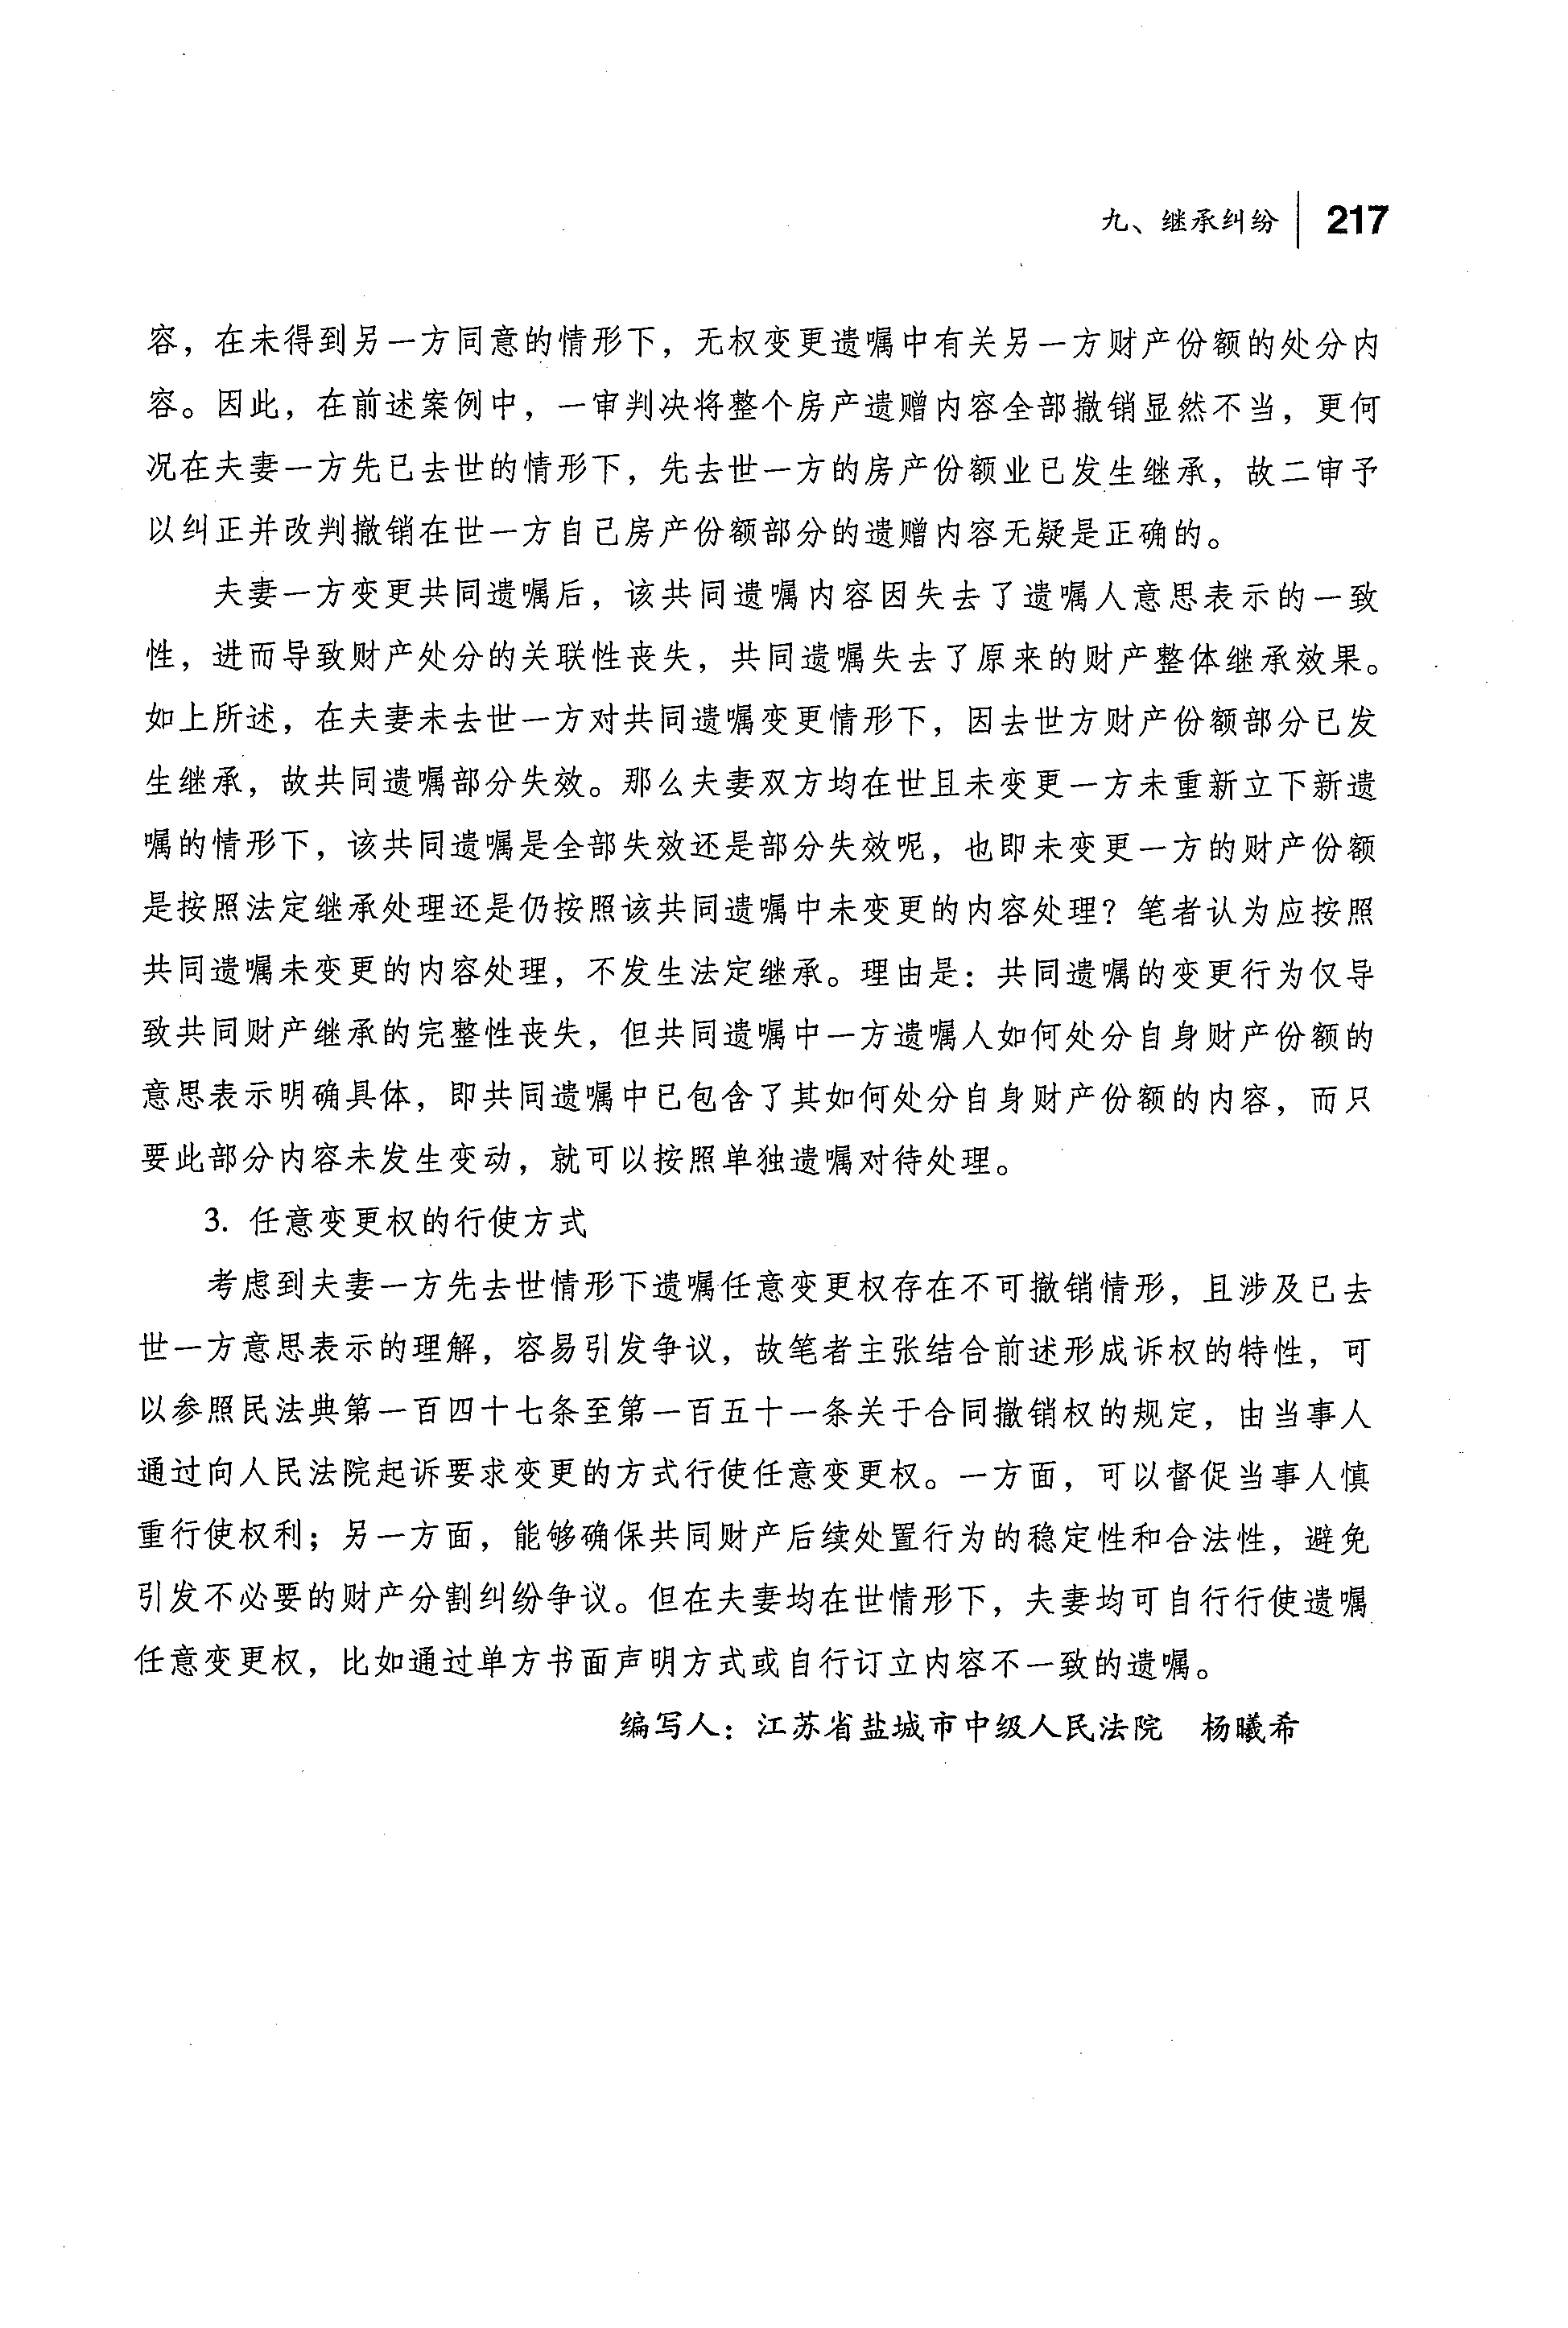 九、继承纠纷 217
容，在未得到另一方同意的情形下，无权变更遗嘱中有关另一方财产份额的处分内
容。因此，在前述案例中，一审判决将整个房产遗赠内容全部撤销显然不当，更何
况在夫妻一方先已去世的情形下，先去世一方的房产份额业已发生继承，故二审予
以纠正并改判撤销在世一方自己房产份额部分的遗赠内容无疑是正确的。
夫妻一方变更共同遗嘱后，该共同遗嘱内容因失去了遗嘱人意思表示的一致
性，进而导致财产处分的关联性丧失，共同遗嘱失去了原来的财产整体继承效果。
如上所述，在夫妻未去世一方对共同遗嘱变更情形下，因去世方财产份额部分已发
生继承，故共同遗嘱部分失效。那么夫妻双方均在世且未变更一方未重新立下新遗
嘱的情形下，该共同遗嘱是全部失效还是部分失效呢，也即未变更一方的财产份额
是按照法定继承处理还是仍按照该共同遗嘱中未变更的内容处理？笔者认为应按照
共同遗嘱未变更的内容处理，不发生法定继承。理由是：共同遗嘱的变更行为仅导
致共同财产继承的完整性丧失，但共同遗嘱中一方遗嘱人如何处分自身财产份额的
意思表示明确具体，即共同遗嘱中已包含了其如何处分自身财产份额的内容，而只
要此部分内容未发生变动，就可以按照单独遗嘱对待处理。
3. 任意变更权的行使方式
考虑到夫妻一方先去世情形下遗嘱任意变更权存在不可撤销情形，且涉及已去
世一方意思表示的理解，容易引发争议，故笔者主张结合前述形成诉权的特性，可
以参照民法典第一百四十七条至第一百五十一条关于合同撤销权的规定，由当事人
通过向人民法院起诉要求变更的方式行使任意变更权。一方面，可以督促当事人慎
重行使权利；另一方面，能够确保共同财产后续处置行为的稳定性和合法性，避免
引发不必要的财产分割纠纷争议。但在夫妻均在世情形下，夫妻均可自行行使遗嘱
任意变更权，比如通过单方书面声明方式或自行订立内容不一致的遗嘱。
编写人：江苏省盐城市中级人民法院 杨曦希